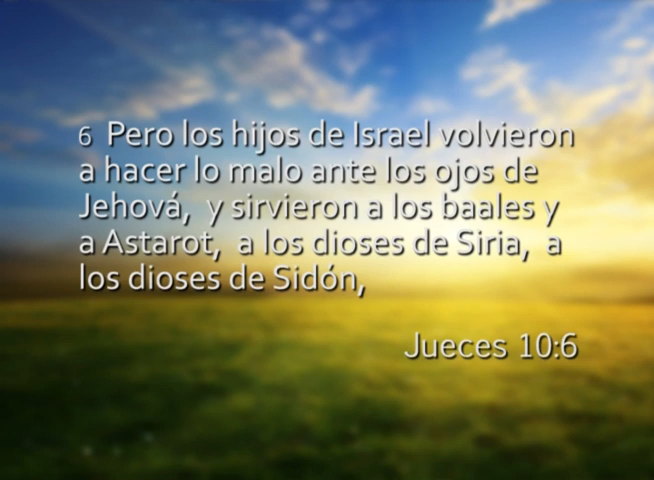 6 Pero los hijos de Israel volvieron
a hacer lo malo ante los ojos de
Jehová, y sirvieron a los baales y
a Astarot, a los dioses de Siria, a
los dioses de Sidón,
Jueces 10:6